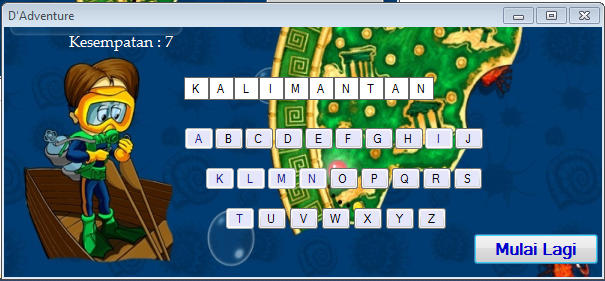 D'Adventure
Kesempatan : 7
K A L I M A N T A N
A B C D E F G H I J
K L M N O P Q R S
T U V W X Y Z
Mulai Lagi